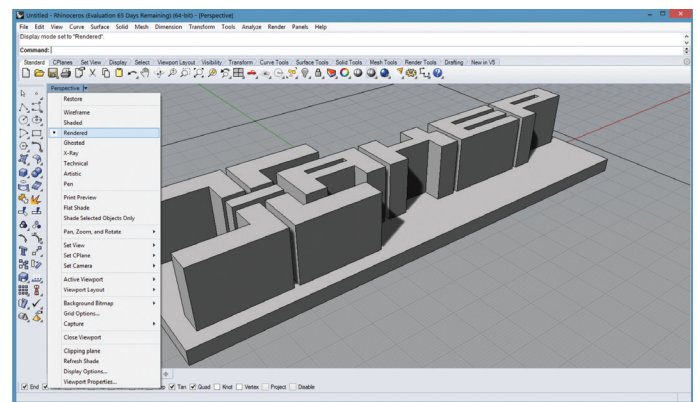 Untitled - Rhinoceros (Evaluation 65 Days Remaining) (64-bit) - [Perspective]
File Edit View Curve Surface Solid Mesh Dimension Transform Tools Analyze Render Panels Help
Display mode set to "Rendered".
Command:
Standard CPlanes Set View Display Select Viewport Layout Visibility Transform Curve Tools Surface Tools Solid Tools Mesh Tools Render Tools Drafting New in V5
Perspective
Restore
Wireframe
Shaded
Rendered
Ghosted
X-Ray
Technical
Artistic
Pen
Print Preview
Flat Shade
Shade Selected Objects Only
Pan, Zoom, and Rotate
Set View
Set CPlane
Set Camera
Active Viewport
Viewport Layout
Background Bitmap
Grid Options...
Capture
Close Viewport
Clipping plane
Refresh Shade
Display Options...
Viewport Properties...
End
Tan Quad Knot Vertex Project Disable